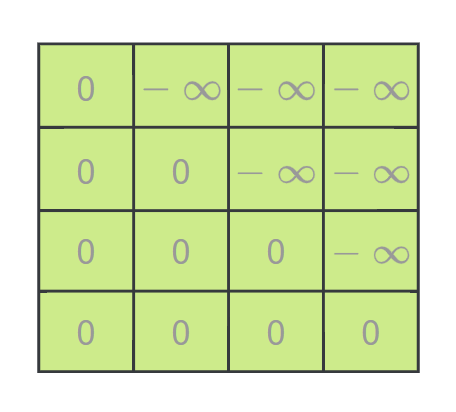 0 − ∞ − ∞ − ∞
0 0 − ∞ − ∞
0 0 0 − ∞
0 0 0 0